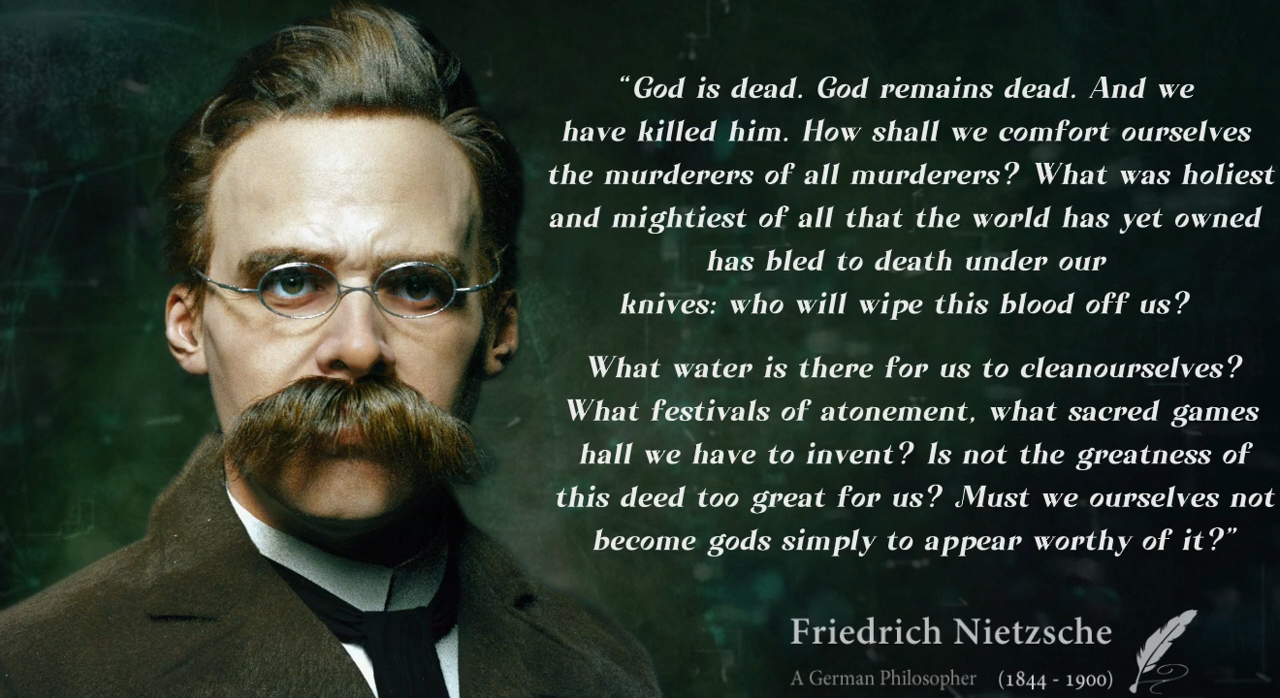 “God is dead. God remains dead. And we
have killed him. How shall we comfort ourselves
the murderers of all murderers? What was holiest
and mightiest of all that the world has yet owned
has bled to death under our
knives: who will wipe this blood off us?
What water is there for us to cleanourselves?
What festivals of atonement, what sacred games
hall we have to invent? Is not the greatness of
this deed too great for us? Must we ourselves not
become gods simply to appear worthy of it?”
Friedrich Nietzsche
A German Philosopher (1844 - 1900)